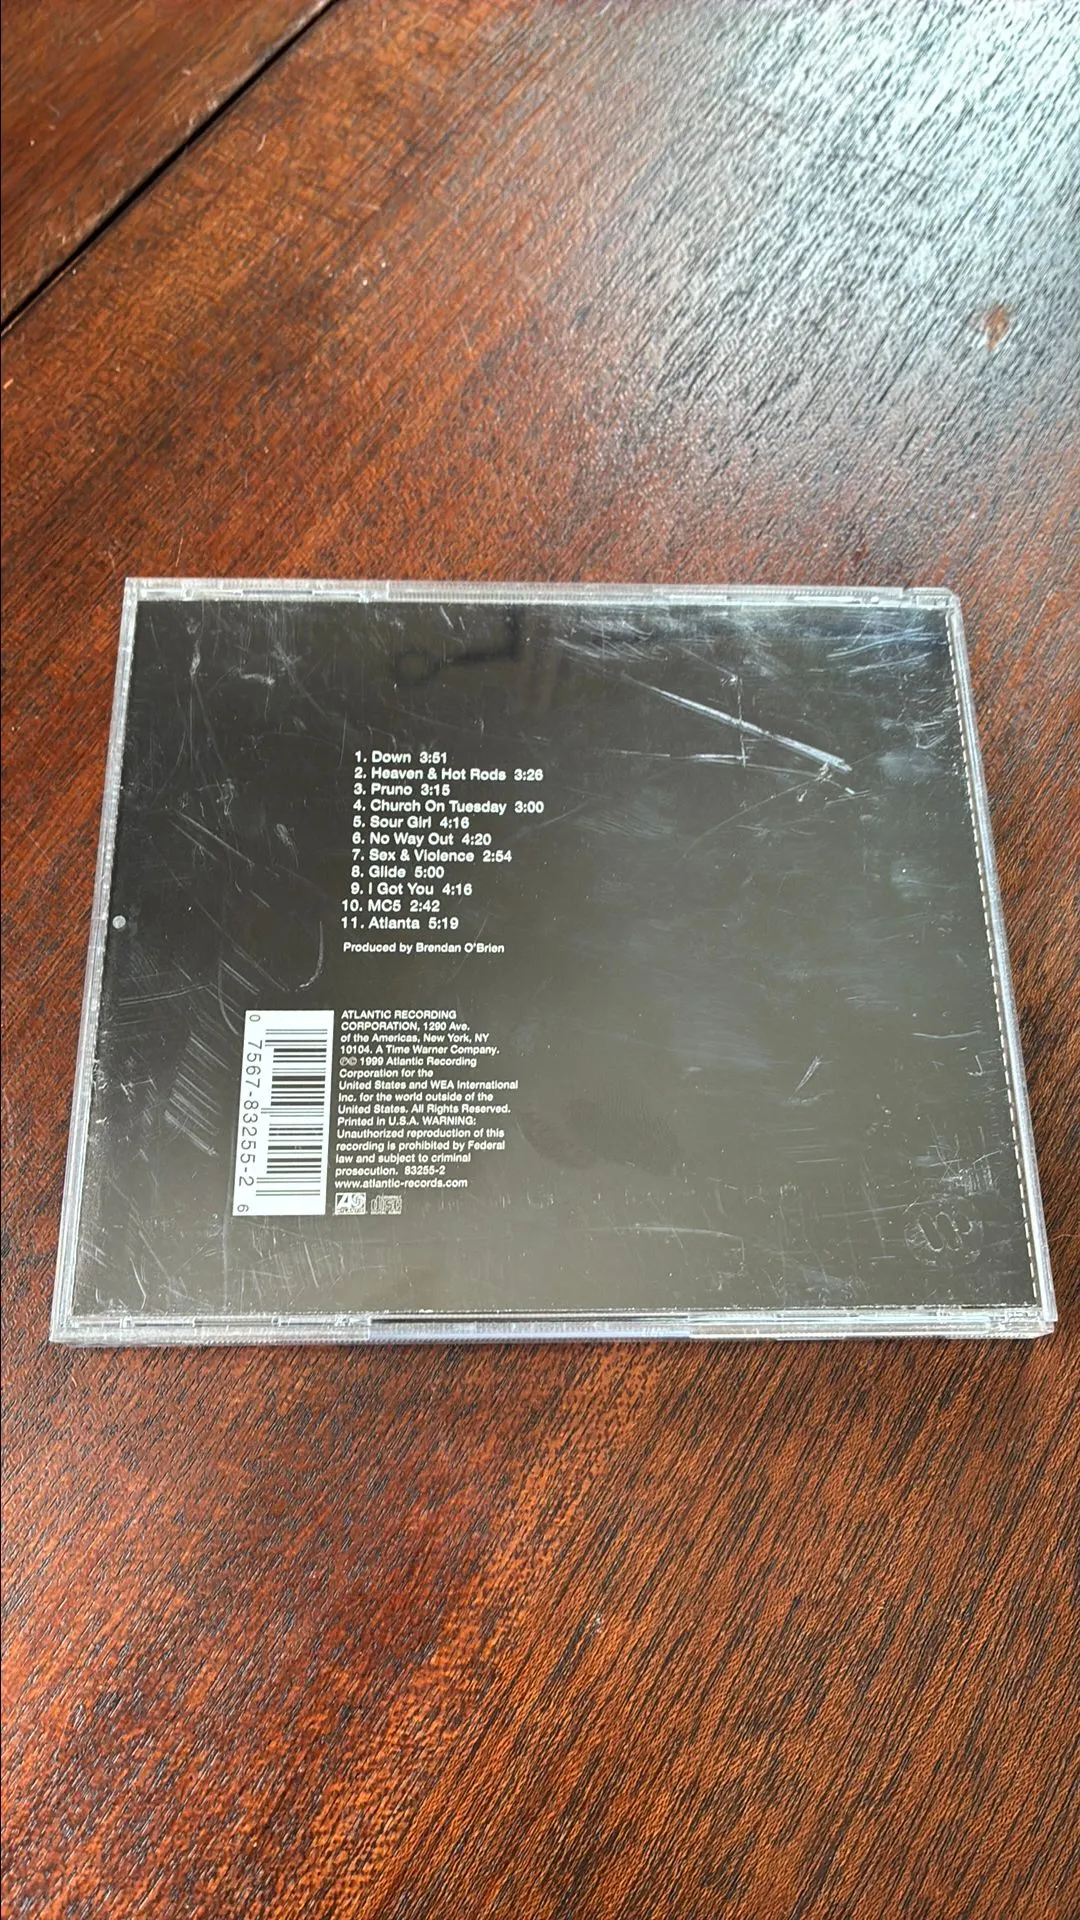 1. Down 3:51
2. Heaven & Hot Rods 3:26
3. Pruno 3:15
4. Church On Tuesday 3:00
5. Sour Girl 4:16
6. No Way Out 4:20
7. Sex & Violence 2:54
8. Glide 5:00
9. I Got You 4:16
10. MC5 2:42
11. Atlanta 5:19
Produced by Brendan O'Brien
ATLANTIC RECORDING
CORPORATION, 1290 Ave.
of the Americas, New York, NY
10104. A Time Warner Company.
℗© 1999 Atlantic Recording
Corporation for the
United States and WEA International
Inc. for the world outside of the
United States. All Rights Reserved.
Printed in U.S.A. WARNING:
Unauthorized reproduction of this
recording is prohibited by Federal
law and subject to criminal
prosecution. 83255-2
www.atlantic-records.com
0 7567-83255-2 6